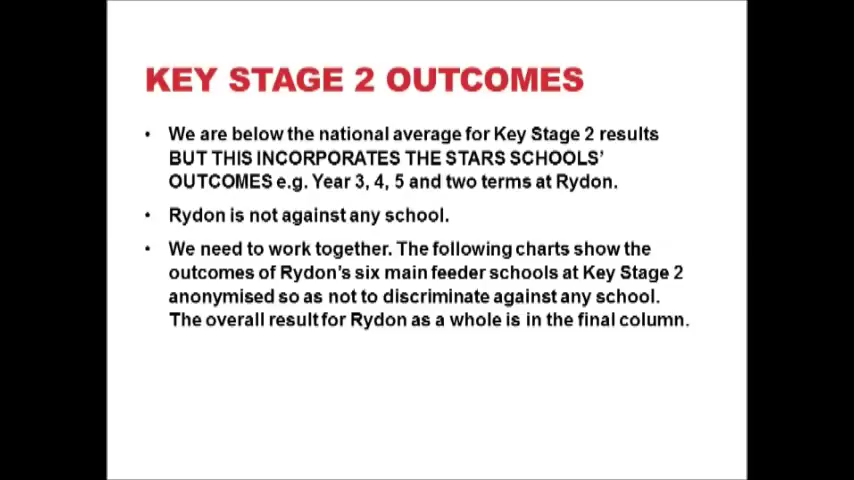 KEY STAGE 2 OUTCOMES
• We are below the national average for Key Stage 2 results
BUT THIS INCORPORATES THE STARS SCHOOLS'
OUTCOMES e.g. Year 3, 4, 5 and two terms at Rydon.
• Rydon is not against any school.
• We need to work together. The following charts show the
outcomes of Rydon's six main feeder schools at Key Stage 2
anonymised so as not to discriminate against any school.
The overall result for Rydon as a whole is in the final column.